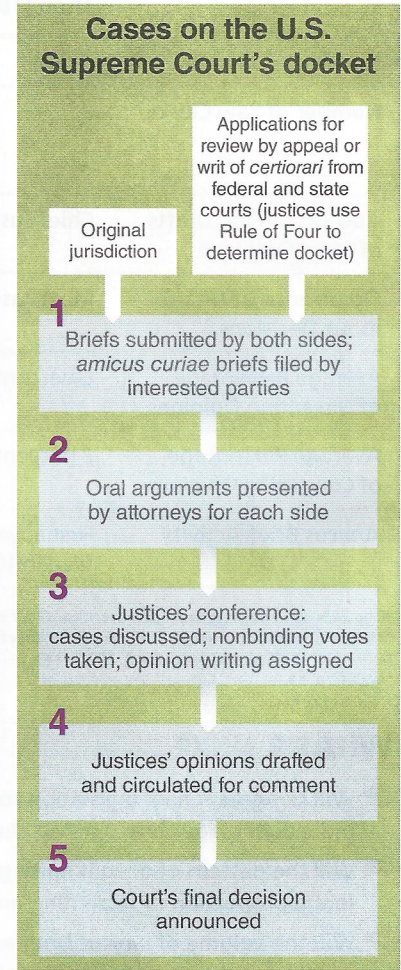 Cases on the U.S.
Supreme Court's docket
Original
jurisdiction
Applications for
review by appeal or
writ of certiorari from
federal and state
courts (justices use
Rule of Four to
determine docket)
1
Briefs submitted by both sides;
amicus curiae briefs filed by
interested parties
2
Oral arguments presented
by attorneys for each side
3
Justices' conference:
cases discussed; nonbinding votes
taken; opinion writing assigned
4
Justices' opinions drafted
and circulated for comment
5
Court's final decision
announced